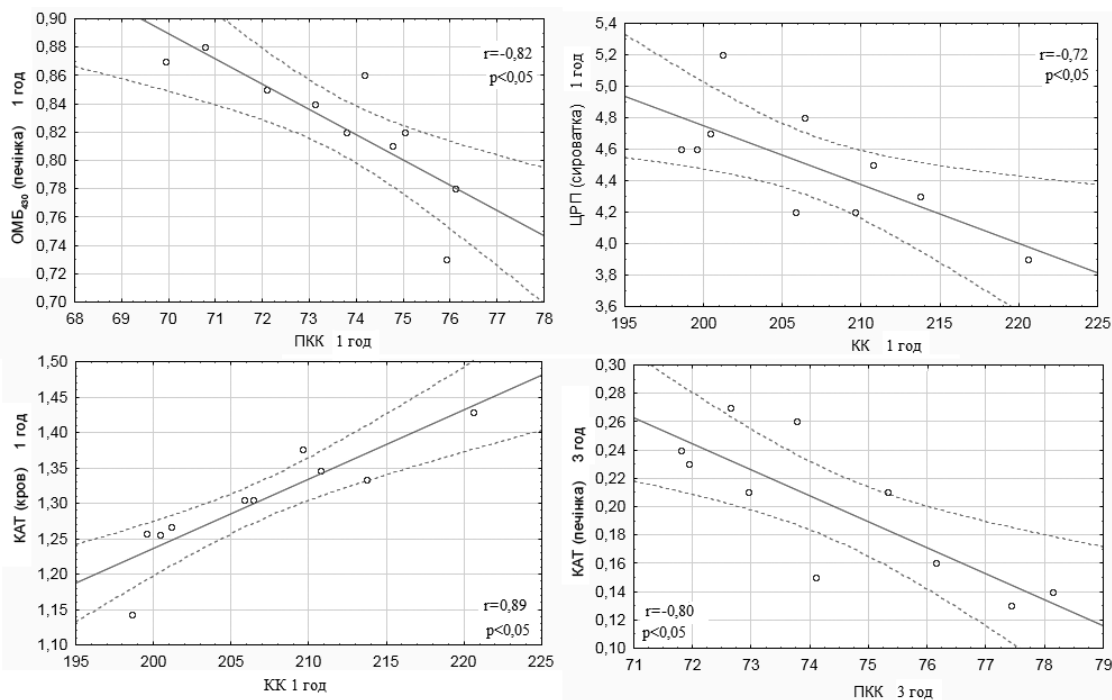 ОМБ₄₃₀ (печінка) 1 год
0,90
0,88
0,86
0,84
0,82
0,80
0,78
0,76
0,74
0,72
0,70
r=-0,82
p<0,05
68 69 70 71 72 73 74 75 76 77 78
ПКК 1 год
ЦРП (сироватка) 1 год
5,4
5,2
5,0
4,8
4,6
4,4
4,2
4,0
3,8
3,6
r=-0,72
p<0,05
195 200 205 210 215 220 225
КК 1 год
КАТ (кров) 1 год
1,50
1,45
1,40
1,35
1,30
1,25
1,20
1,15
1,10
r=0,89
p<0,05
195 200 205 210 215 220 225
КК 1 год
КАТ (печінка) 3 год
0,30
0,28
0,26
0,24
0,22
0,20
0,18
0,16
0,14
0,12
0,10
r=-0,80
p<0,05
71 72 73 74 75 76 77 78 79
ПКК 3 год